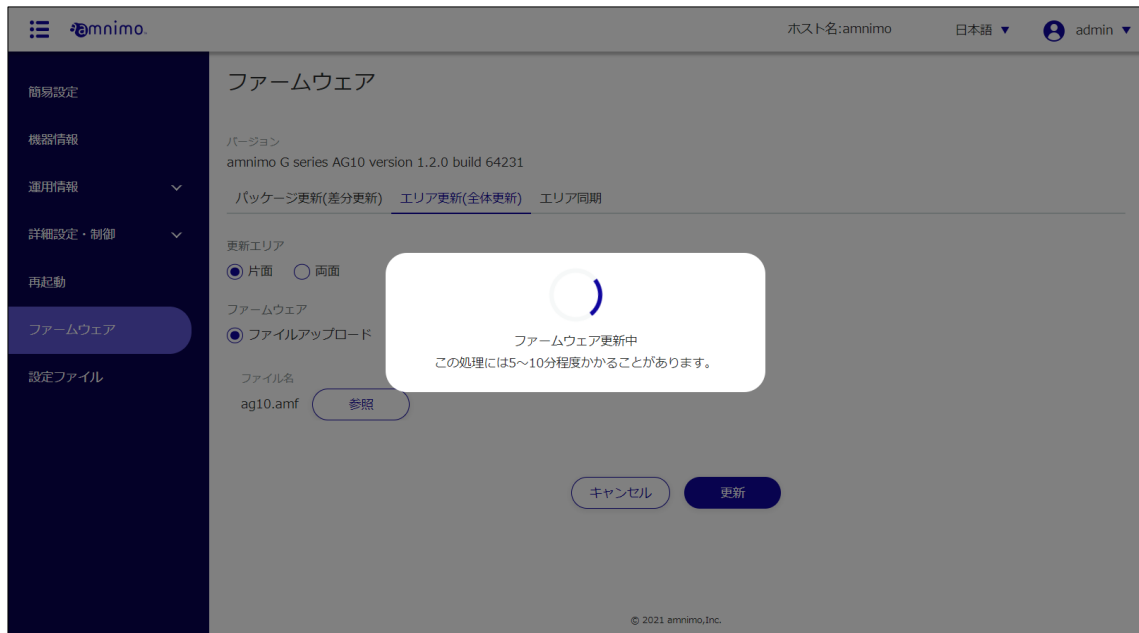 amnimo.
ホスト名:amnimo
日本語 ▼
admin ▼
簡易設定
機器情報
運用情報
詳細設定・制御
再起動
ファームウェア
設定ファイル
ファームウェア
バージョン
amnimo G series AG10 version 1.2.0 build 64231
パッケージ更新(差分更新) エリア更新(全体更新) エリア同期
更新エリア
片面 両面
ファームウェア
ファイルアップロード
ファイル名
ag10.amf 参照
ファームウェア更新中
この処理には5～10分程度かかることがあります。
キャンセル 更新
© 2021 amnimo,Inc.